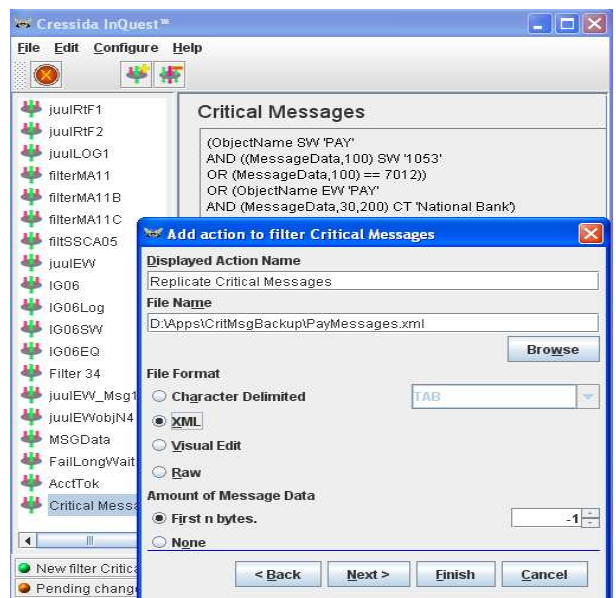 Cressida InQuest™
File Edit Configure Help
juulRtF1
juulRtF2
juulLOG1
filterMA11
filterMA11B
filterMA11C
filtSSCA05
juulEW
IG06
IG06Log
IG06SW
IG06EQ
Filter 34
juulEW_Msg1
juulEWobjN4
MSGData
FailLongWait
AcctTok
Critical Messa
New filter Critica
Pending change
Critical Messages
(ObjectName SW 'PAY'
AND ((MessageData,100) SW '1053'
OR (MessageData,100) == 7012))
OR (ObjectName EW 'PAY'
AND (MessageData,30,200) CT 'National Bank')
Add action to filter Critical Messages
Displayed Action Name
Replicate Critical Messages
File Name
D:\Apps\CritMsgBackup\PayMessages.xml
Browse
File Format
Character Delimited TAB
XML
Visual Edit
Raw
Amount of Message Data
First n bytes. -1
None
< Back Next > Finish Cancel